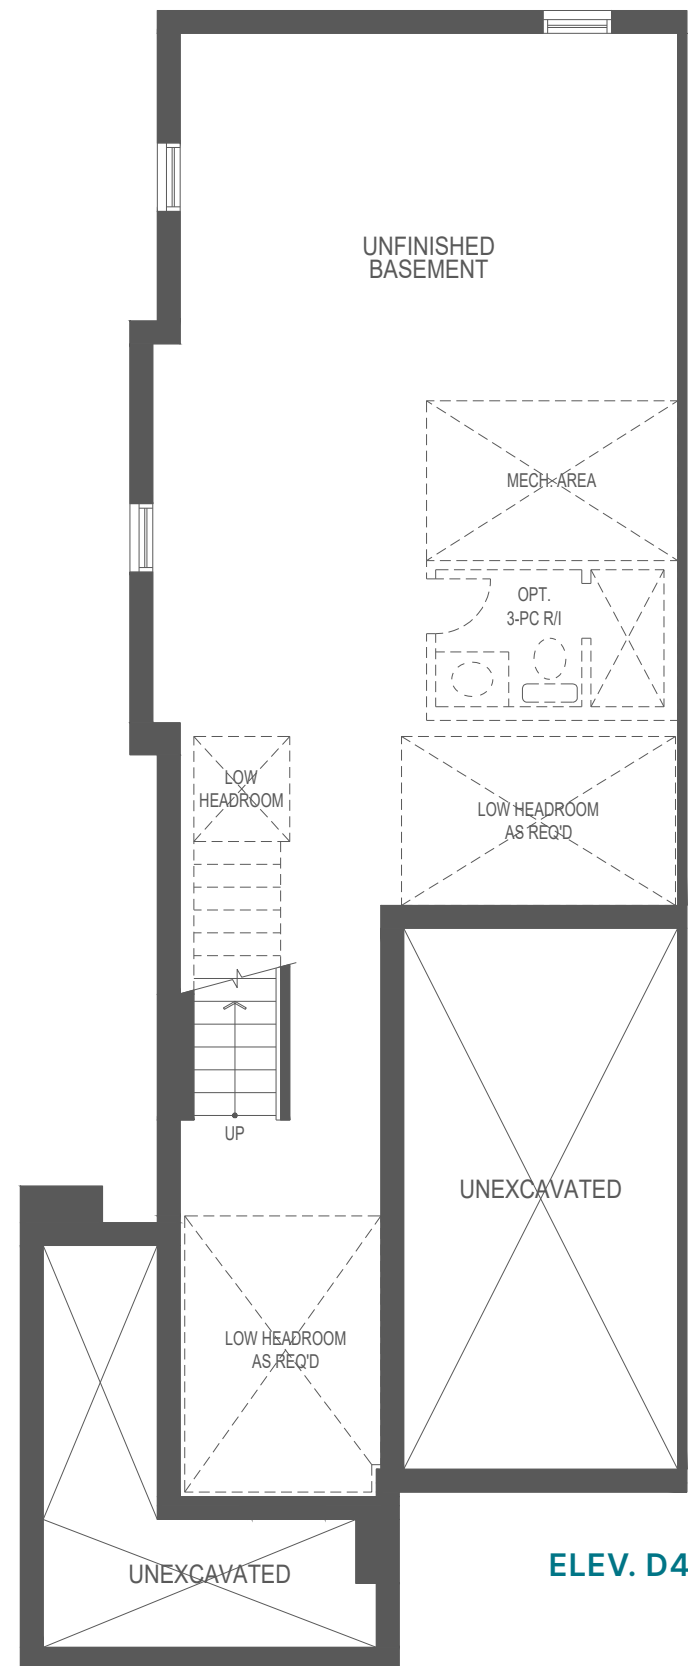 UNFINISHED
BASEMENT
MECH. AREA
OPT.
3-PC R/I
LOW
HEADROOM
LOW HEADROOM
AS REQ'D
UP
UNEXCAVATED
LOW HEADROOM
AS REQ'D
UNEXCAVATED
ELEV. D4